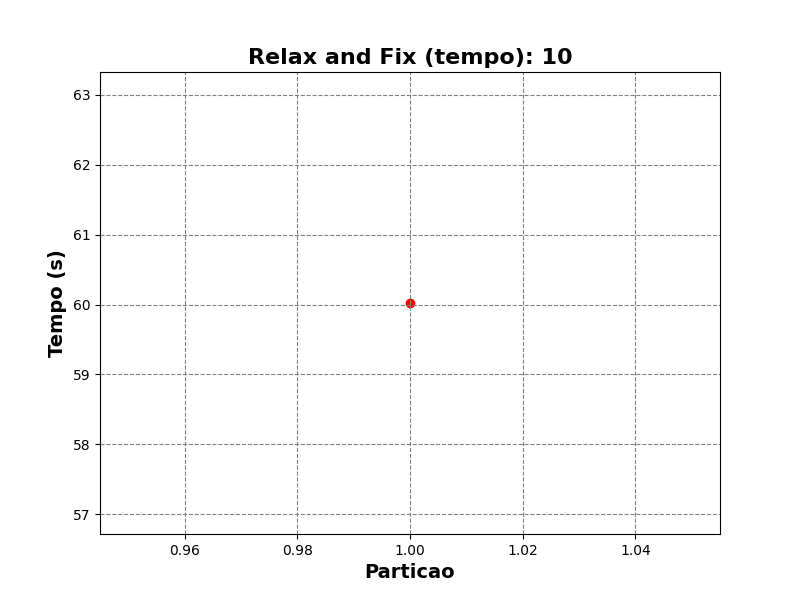 Relax and Fix (tempo): 10
63
62
61
60
59
58
57
Tempo (s)
0.96 0.98 1.00 1.02 1.04
Particao